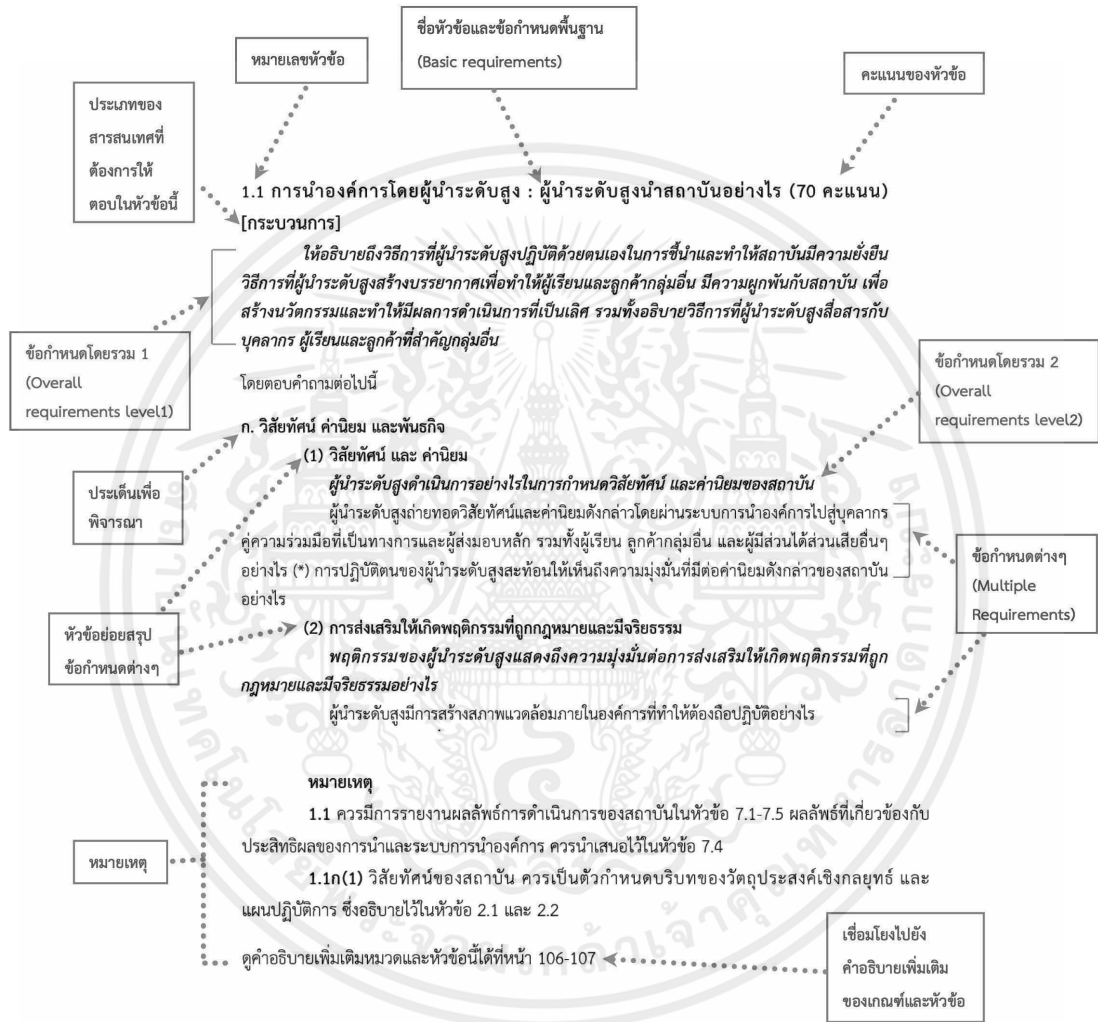 ชื่อหัวข้อและข้อกำหนดพื้นฐาน
(Basic requirements)
หมายเลขหัวข้อ
คะแนนของหัวข้อ
ประเภทของ
สารสนเทศที่
ต้องการให้
ตอบในหัวข้อนี้
1.1 การนำองค์การโดยผู้นำระดับสูง : ผู้นำระดับสูงนำสถาบันอย่างไร (70 คะแนน)
[กระบวนการ]
ให้อธิบายถึงวิธีการที่ผู้นำระดับสูงปฏิบัติด้วยตนเองในการชี้นำและทำให้สถาบันมีความยั่งยืน
วิธีการที่ผู้นำระดับสูงสร้างบรรยากาศเพื่อทำให้ผู้เรียนและลูกค้ากลุ่มอื่น มีความผูกพันกับสถาบัน เพื่อ
สร้างนวัตกรรมและทำให้มีผลการดำเนินการที่เป็นเลิศ รวมทั้งอธิบายวิธีการที่ผู้นำระดับสูงสื่อสารกับ
บุคลากร ผู้เรียนและลูกค้าที่สำคัญกลุ่มอื่น
ข้อกำหนดโดยรวม 1
(Overall
requirements level1)
ข้อกำหนดโดยรวม 2
(Overall
requirements level2)
โดยตอบคำถามต่อไปนี้
ก. วิสัยทัศน์ ค่านิยม และพันธกิจ
(1) วิสัยทัศน์ และ ค่านิยม
ผู้นำระดับสูงดำเนินการอย่างไรในการกำหนดวิสัยทัศน์ และค่านิยมของสถาบัน
ผู้นำระดับสูงถ่ายทอดวิสัยทัศน์และค่านิยมดังกล่าวโดยผ่านระบบการนำองค์การไปสู่บุคลากร
คู่ความร่วมมือที่เป็นทางการและผู้ส่งมอบหลัก รวมทั้งผู้เรียน ลูกค้ากลุ่มอื่น และผู้มีส่วนได้ส่วนเสียอื่นๆ
อย่างไร (*) การปฏิบัติตนของผู้นำระดับสูงสะท้อนให้เห็นถึงความมุ่งมั่นที่มีต่อค่านิยมดังกล่าวของสถาบัน
อย่างไร
ประเด็นเพื่อ
พิจารณา
ข้อกำหนดต่างๆ
(Multiple
Requirements)
หัวข้อย่อยสรุป
ข้อกำหนดต่างๆ
(2) การส่งเสริมให้เกิดพฤติกรรมที่ถูกกฎหมายและมีจริยธรรม
พฤติกรรมของผู้นำระดับสูงแสดงถึงความมุ่งมั่นต่อการส่งเสริมให้เกิดพฤติกรรมที่ถูก
กฎหมายและมีจริยธรรมอย่างไร
ผู้นำระดับสูงมีการสร้างสภาพแวดล้อมภายในองค์การที่ทำให้ต้องถือปฏิบัติอย่างไร
หมายเหตุ
1.1 ควรมีการรายงานผลลัพธ์การดำเนินการของสถาบันในหัวข้อ 7.1-7.5 ผลลัพธ์ที่เกี่ยวข้องกับ
ประสิทธิผลของการนำและระบบการนำองค์การ ควรนำเสนอไว้ในหัวข้อ 7.4
1.1ก(1) วิสัยทัศน์ของสถาบัน ควรเป็นตัวกำหนดบริบทของวัตถุประสงค์เชิงกลยุทธ์ และ
แผนปฏิบัติการ ซึ่งอธิบายไว้ในหัวข้อ 2.1 และ 2.2
ดูคำอธิบายเพิ่มเติมหมวดและหัวข้อนี้ได้ที่หน้า 106-107
หมายเหตุ
เชื่อมโยงไปยัง
คำอธิบายเพิ่มเติม
ของเกณฑ์และหัวข้อ